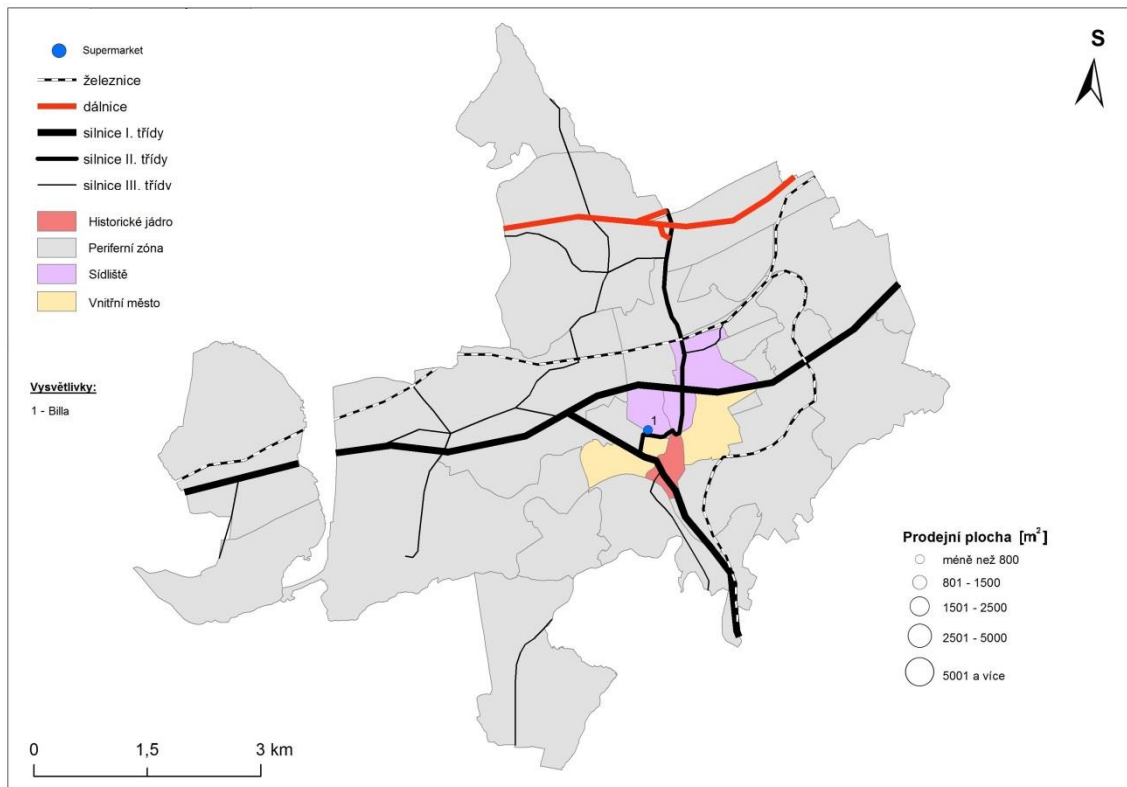 Supermarket
železnice
dálnice
silnice I. třídy
silnice II. třídy
silnice III. třídv
Historické jádro
Periferní zóna
Sídliště
Vnitřní město
Vysvětlivky:
1 - Billa
S
1
Prodejní plocha [m²]
méně než 800
801 - 1500
1501 - 2500
2501 - 5000
5001 a více
0 1,5 3 km